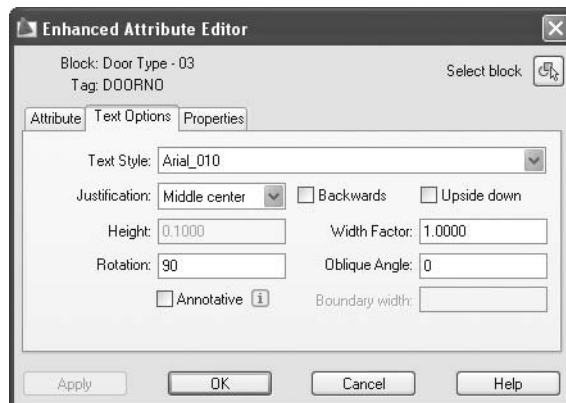 Enhanced Attribute Editor
Block: Door Type - 03
Tag: DOORNO
Select block
Attribute Text Options Properties
Text Style: Arial_010
Justification: Middle center Backwards Upside down
Height: 0.1000 Width Factor: 1.0000
Rotation: 90 Oblique Angle: 0
Annotative i Boundary width:
Apply OK Cancel Help